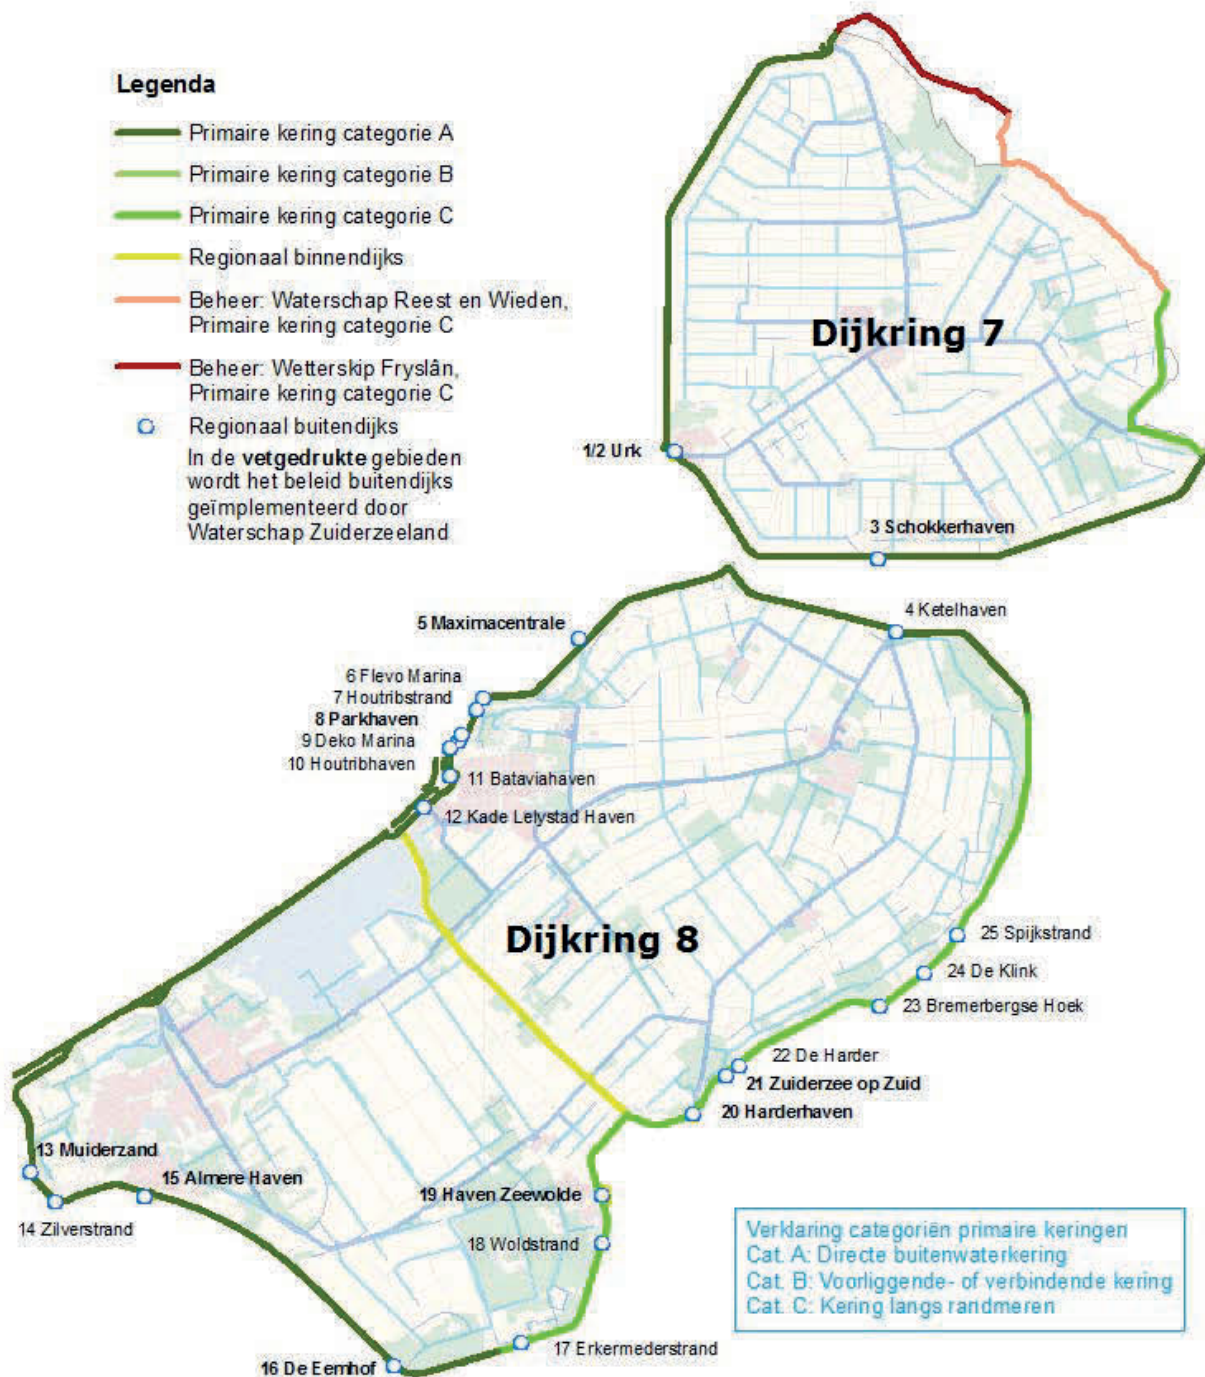 Legenda
Primaire kering categorie A
Primaire kering categorie B
Primaire kering categorie C
Regionaal binnendijks
Beheer: Waterschap Reest en Wieden,
Primaire kering categorie C
Beheer: Wetterskip Fryslân,
Primaire kering categorie C
Regionaal buitendijks
In de vetgedrukte gebieden
wordt het beleid buitendijks
geïmplementeerd door
Waterschap Zuiderzeeland
Dijkring 7
1/2 Urk
3 Schokkerhaven
4 Ketelhaven
5 Maximacentrale
6 Flevo Marina
7 Houtribstrand
8 Parkhaven
9 Deko Marina
10 Houtribhaven
11 Bataviahaven
12 Kade Lelystad Haven
Dijkring 8
25 Spijkstrand
24 De Klink
23 Bremerbergse Hoek
22 De Harder
21 Zuiderzee op Zuid
20 Harderhaven
13 Muiderzand
15 Almere Haven
14 Zilverstrand
19 Haven Zeewolde
18 Woldstrand
17 Erkermederstrand
16 De Eemhof
Verklaring categoriën primaire keringen
Cat. A: Directe buitenwaterkering
Cat. B: Voorliggende- of verbindende kering
Cat. C: Kering langs randmeren